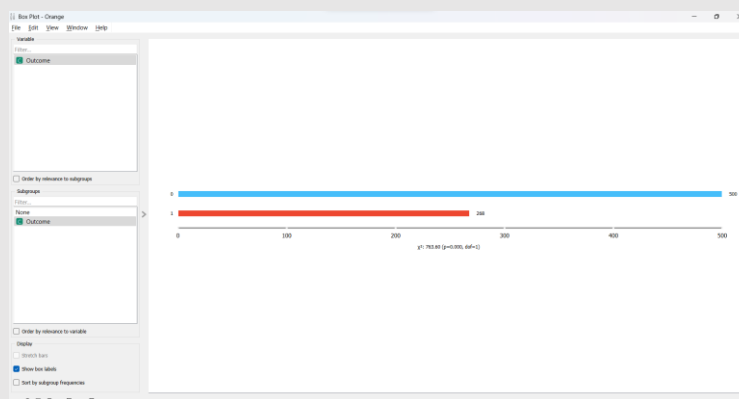 Box Plot - Orange
File Edit View Window Help
Variable
Filter...
C Outcome
Order by relevance to subgroups
Subgroups
Filter...
None
C Outcome
Order by relevance to variable
Display
Stretch bars
Show box labels
Sort by subgroup frequencies
0 500
1 268
0 100 200 300 400 500
χ²: 763.60 (p=0.000, dof=1)